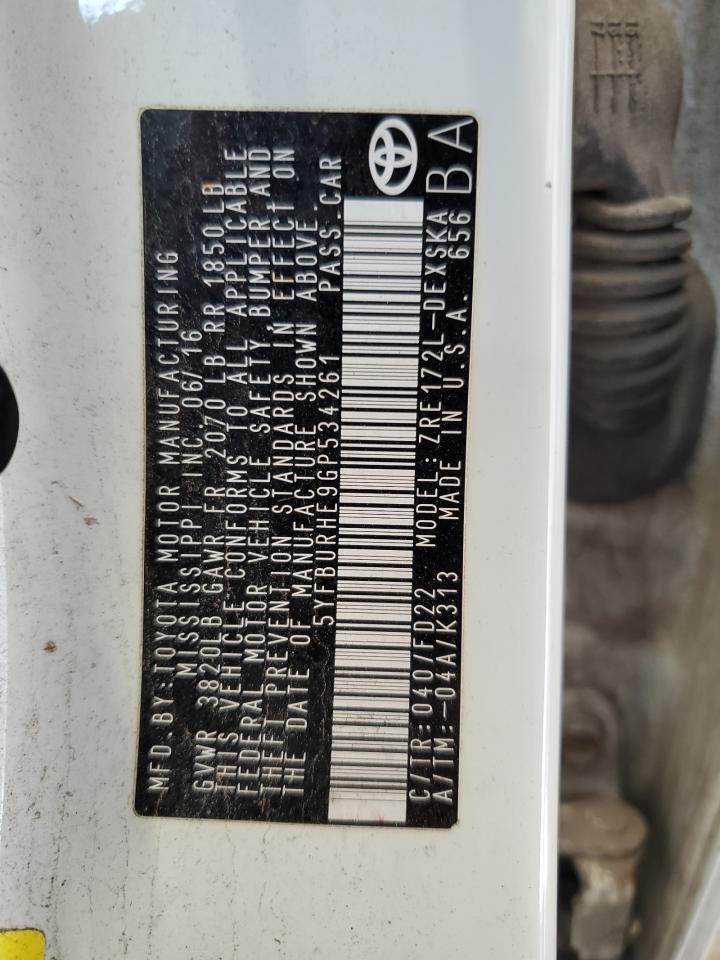 MFD.BY:TOYOTA MOTOR MANUFACTURING
MISSISSIPPI INC.06/16
GVWR 3820LB GAWR FR 2070 LB RR 1850LB
THIS VEHICLE CONFORMS TO ALL APPLICABLE
FEDERAL MOTOR VEHICLE SAFETY, BUMPER AND
THEFT PREVENTION STANDARDS IN EFFECT ON
THE DATE OF MANUFACTURE SHOWN ABOVE.
5YFBURHE9GP534261 PASS.CAR
C/TR:040/FD22 MODEL:ZRE172L-DEXSKA
A/TM:-04A/K313 MADE IN U.S.A. 656
BA